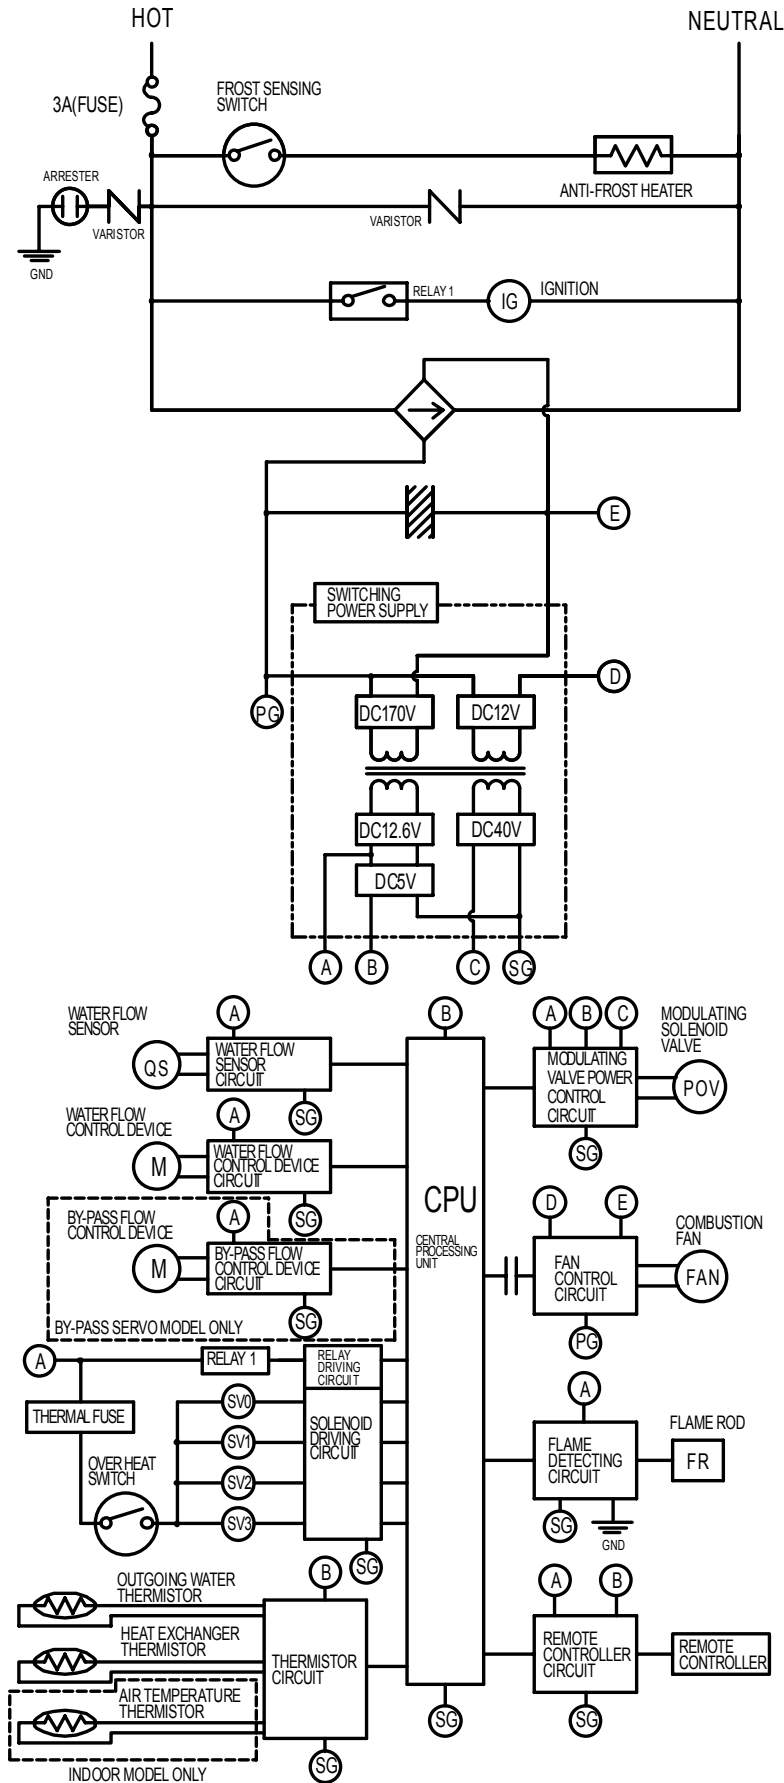 HOT
NEUTRAL
3A(FUSE)
FROST SENSING
SWITCH
ARRESTER
ANTI-FROST HEATER
VARISTOR
VARISTOR
GND
RELAY 1
IG
IGNITION
E
SWITCHING
POWER SUPPLY
D
PG
DC170V
DC12V
DC12.6V
DC40V
DC5V
A
B
C
SG
WATER FLOW
SENSOR
A
QS
WATER FLOW
SENSOR
CIRCUIT
SG
WATER FLOW
CONTROL DEVICE
A
M
WATER FLOW
CONTROL DEVICE
CIRCUIT
SG
BY-PASS FLOW
CONTROL DEVICE
A
M
BY-PASS FLOW
CONTROL DEVICE
CIRCUIT
SG
BY-PASS SERVO MODEL ONLY
A
RELAY 1
RELAY
DRIVING
CIRCUIT
THERMAL FUSE
SV0
SV1
SV2
SV3
SOLENOID
DRIVING
CIRCUIT
OVER HEAT
SWITCH
SG
OUTGOING WATER
THERMISTOR
B
HEAT EXCHANGER
THERMISTOR
THERMISTOR
CIRCUIT
AIR TEMPERATURE
THERMISTOR
SG
INDOOR MODEL ONLY
B
CPU
CENTRAL
PROCESSING
UNIT
SG
A
B
C
MODULATING
SOLENOID
VALVE
MODULATING
VALVE POWER
CONTROL
CIRCUIT
POV
SG
D
E
COMBUSTION
FAN
FAN
CONTROL
CIRCUIT
FAN
PG
A
FLAME ROD
FLAME
DETECTING
CIRCUIT
FR
SG
GND
A
B
REMOTE
CONTROLLER
CIRCUIT
REMOTE
CONTROLLER
SG